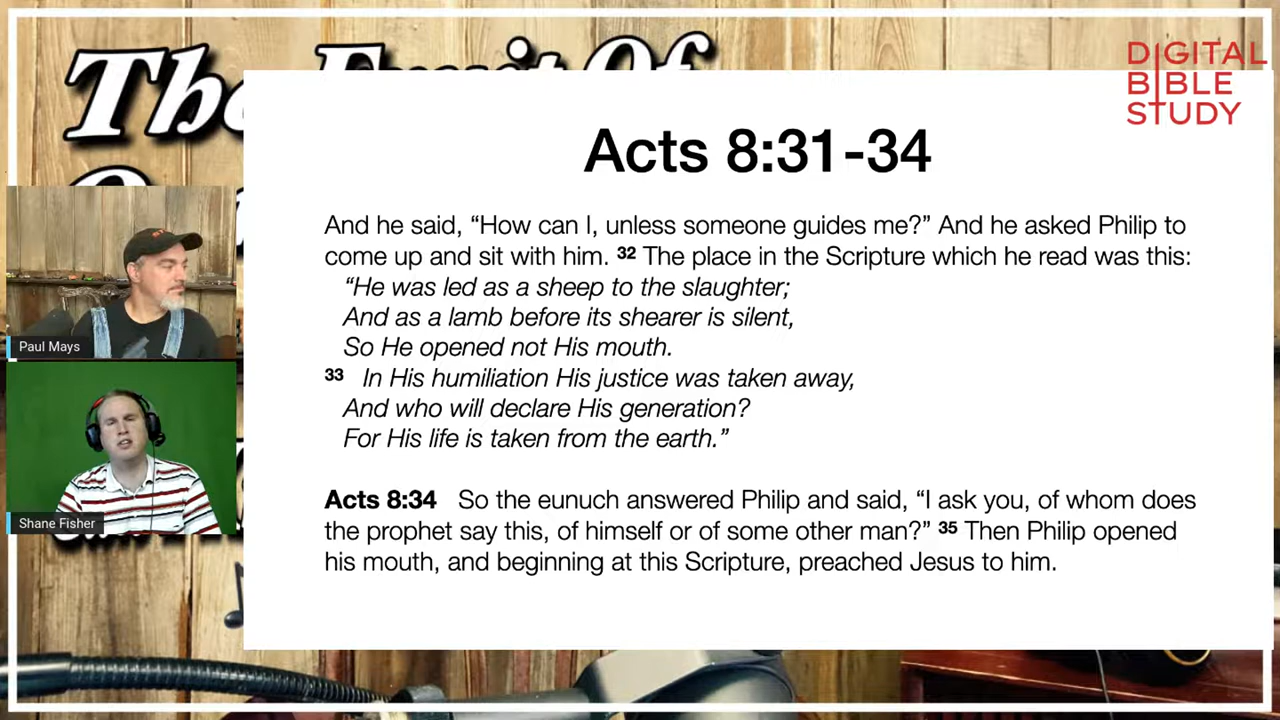 The Fruit Of
DIGITAL
BIBLE
STUDY
Acts 8:31-34
And he said, “How can I, unless someone guides me?” And he asked Philip to
come up and sit with him. 32 The place in the Scripture which he read was this:
“He was led as a sheep to the slaughter;
And as a lamb before its shearer is silent,
So He opened not His mouth.
33 In His humiliation His justice was taken away,
And who will declare His generation?
For His life is taken from the earth.”
Acts 8:34 So the eunuch answered Philip and said, “I ask you, of whom does
the prophet say this, of himself or of some other man?” 35 Then Philip opened
his mouth, and beginning at this Scripture, preached Jesus to him.
Paul Mays
Shane Fisher